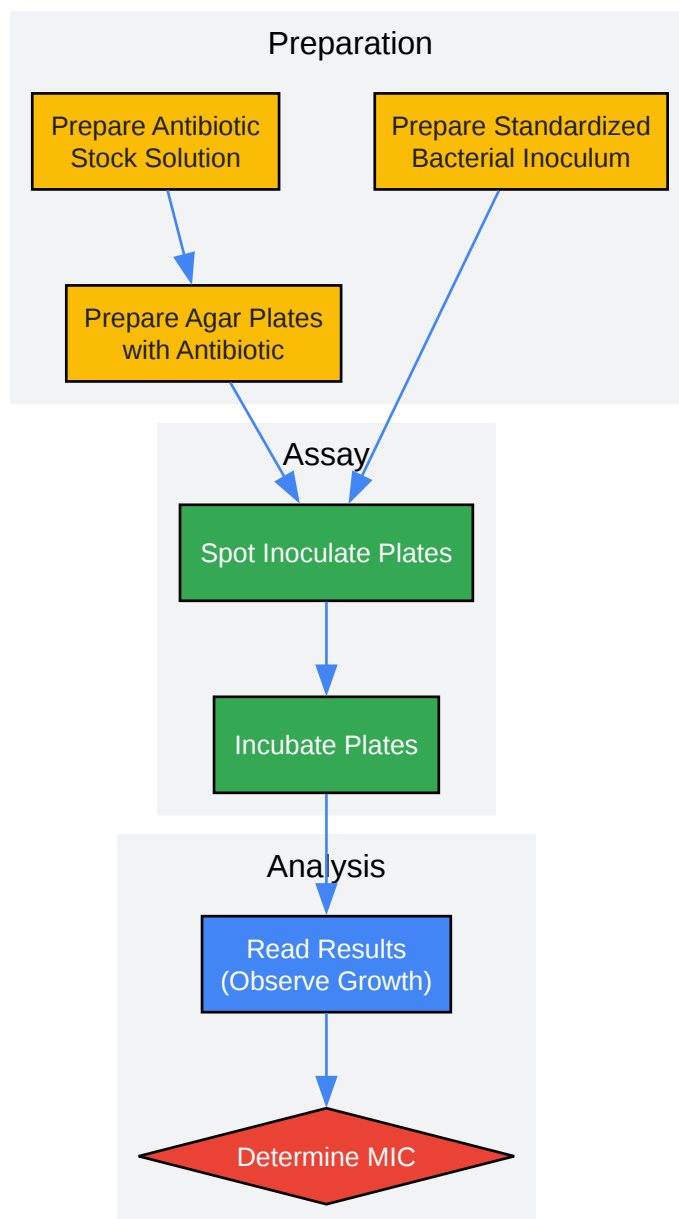 Preparation
Prepare Antibiotic
Stock Solution
Prepare Standardized
Bacterial Inoculum
Prepare Agar Plates
with Antibiotic
Assay
Spot Inoculate Plates
Incubate Plates
Analysis
Read Results
(Observe Growth)
Determine MIC